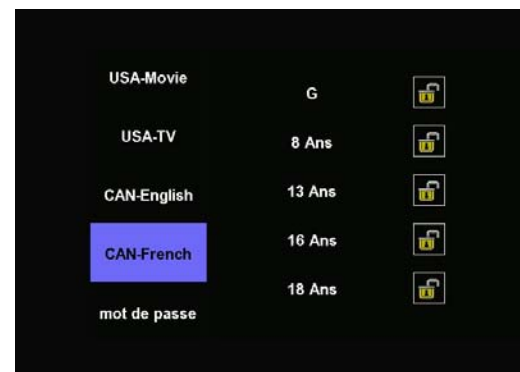 USA-Movie
USA-TV
CAN-English
CAN-French
mot de passe
G
8 Ans
13 Ans
16 Ans
18 Ans